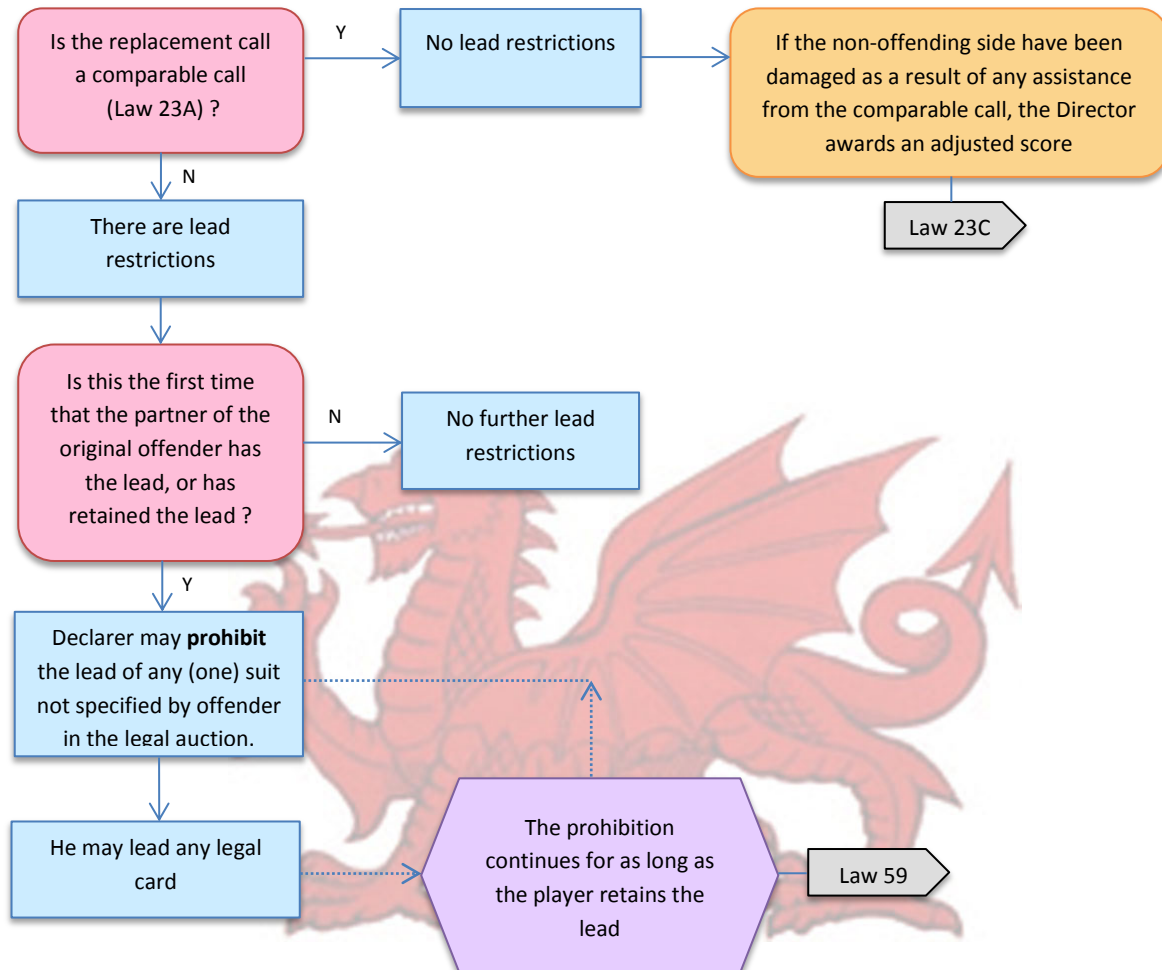 Is the replacement call
a comparable call
(Law 23A) ?
Y
No lead restrictions
If the non-offending side have been
damaged as a result of any assistance
from the comparable call, the Director
awards an adjusted score
N
Law 23C
There are lead
restrictions
Is this the first time
that the partner of the
original offender has
the lead, or has
retained the lead ?
N
No further lead
restrictions
Y
Declarer may prohibit
the lead of any (one) suit
not specified by offender
in the legal auction.
He may lead any legal
card
The prohibition
continues for as long as
the player retains the
lead
Law 59